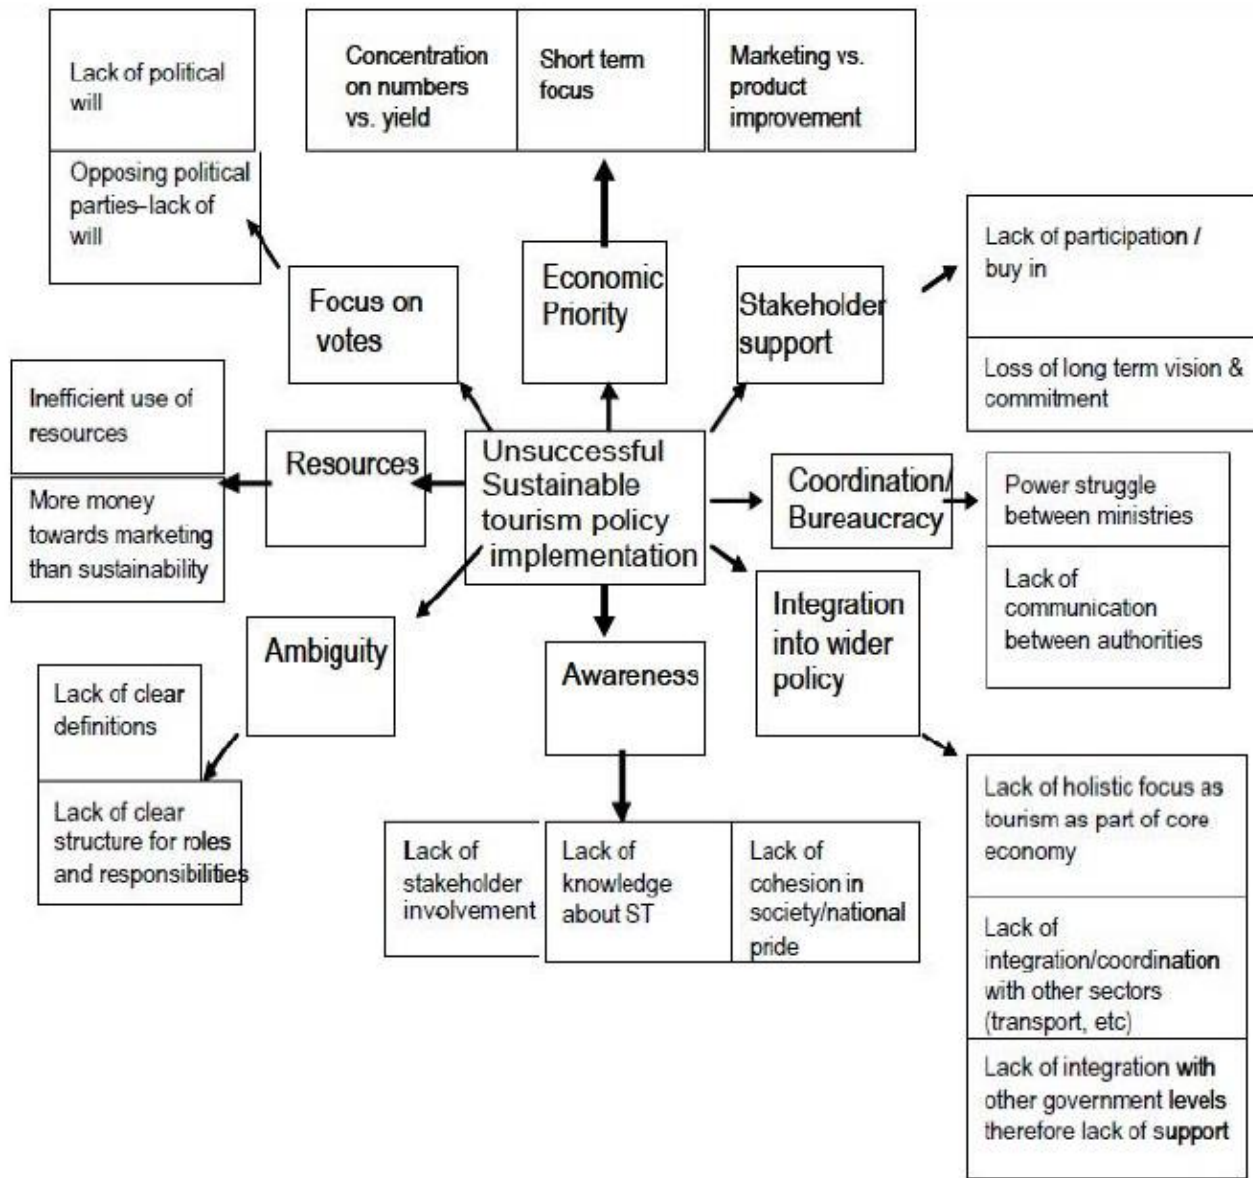 Lack of political
will
Opposing political
parties–lack of
will
Concentration
on numbers
vs. yield
Short term
focus
Marketing vs.
product
improvement
Focus on
votes
Economic
Priority
Stakeholder
support
Lack of participation /
buy in
Loss of long term vision &
commitment
Inefficient use of
resources
More money
towards marketing
than sustainability
Resources
Unsuccessful
Sustainable
tourism policy
implementation
Coordination/
Bureaucracy
Power struggle
between ministries
Lack of
communication
between authorities
Ambiguity
Awareness
Integration
into wider
policy
Lack of clear
definitions
Lack of clear
structure for roles
and responsibilities
Lack of
stakeholder
involvement
Lack of
knowledge
about ST
Lack of
cohesion in
society/national
pride
Lack of holistic focus as
tourism as part of core
economy
Lack of
integration/coordination
with other sectors
(transport, etc)
Lack of integration with
other government levels
therefore lack of support